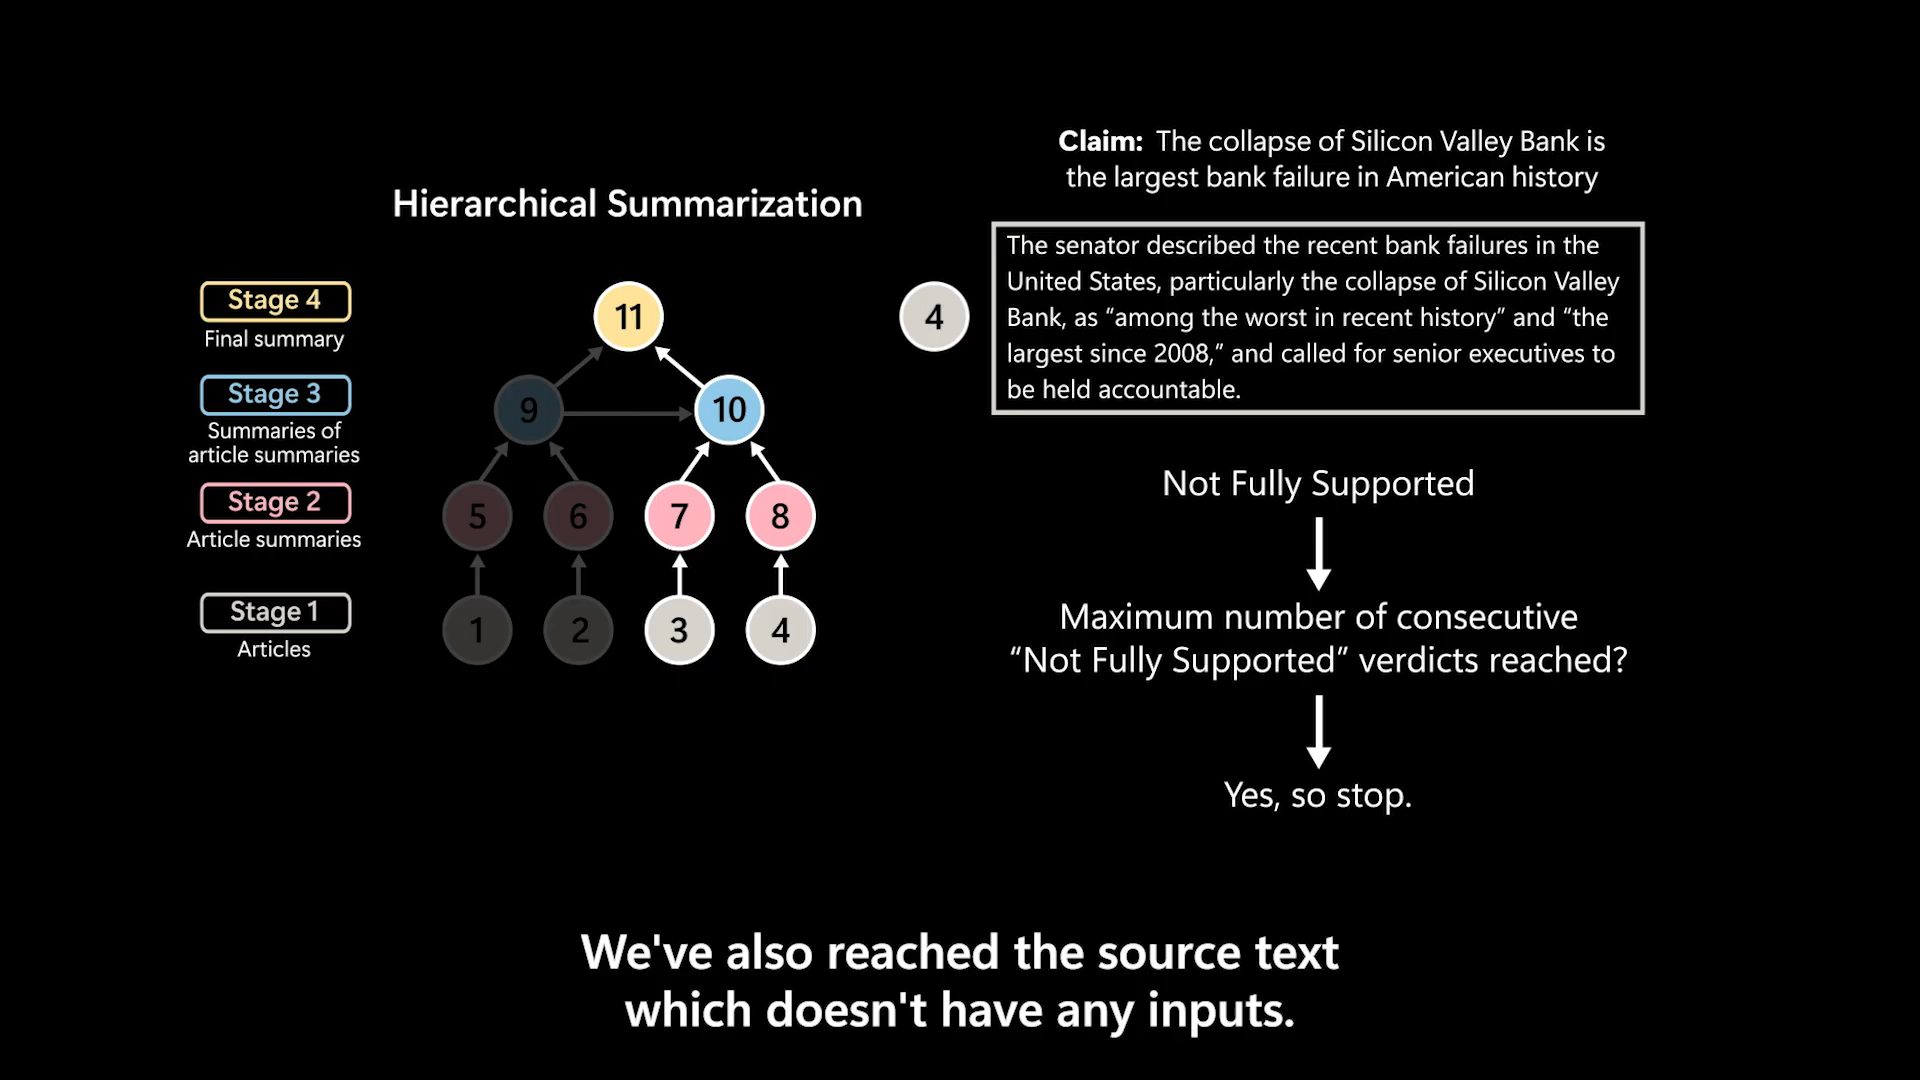 Hierarchical Summarization
Stage 4
Final summary
Stage 3
Summaries of
article summaries
Stage 2
Article summaries
Stage 1
Articles
11
9
10
5
6
7
8
1
2
3
4
Claim: The collapse of Silicon Valley Bank is
the largest bank failure in American history
4
The senator described the recent bank failures in the
United States, particularly the collapse of Silicon Valley
Bank, as “among the worst in recent history” and “the
largest since 2008,” and called for senior executives to
be held accountable.
Not Fully Supported
Maximum number of consecutive
“Not Fully Supported” verdicts reached?
Yes, so stop.
We've also reached the source text
which doesn't have any inputs.